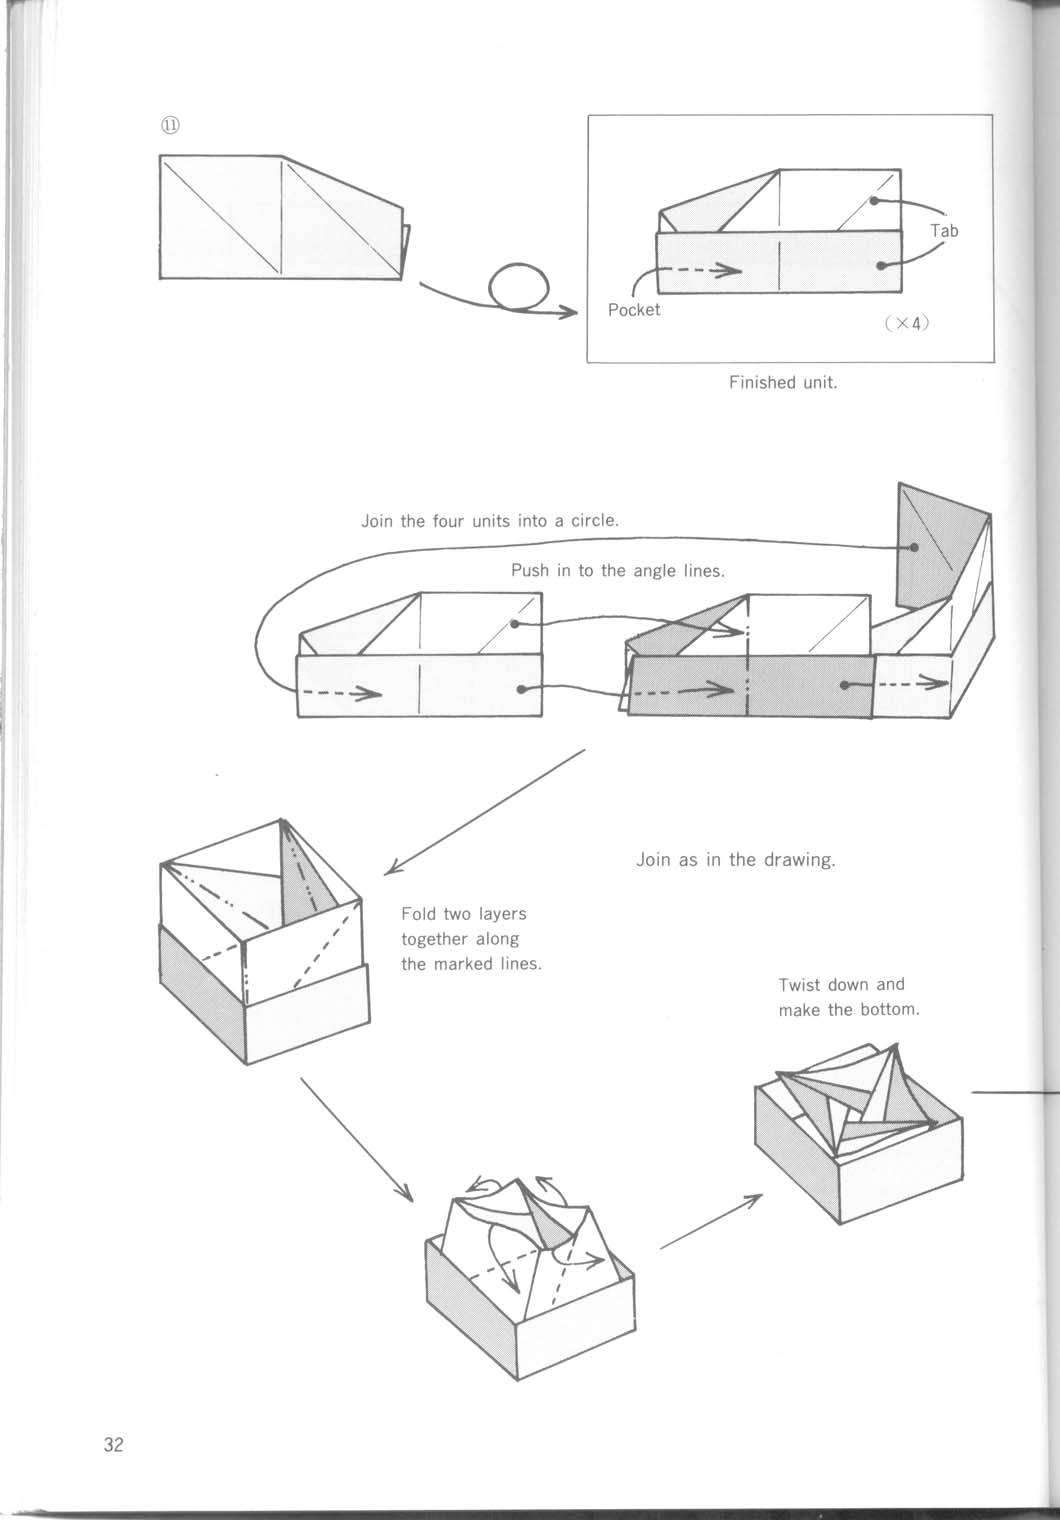 ⑪
Tab
Pocket
(×4)
Finished unit.
Join the four units into a circle.
Push in to the angle lines.
Join as in the drawing.
Fold two layers
together along
the marked lines.
Twist down and
make the bottom.
32